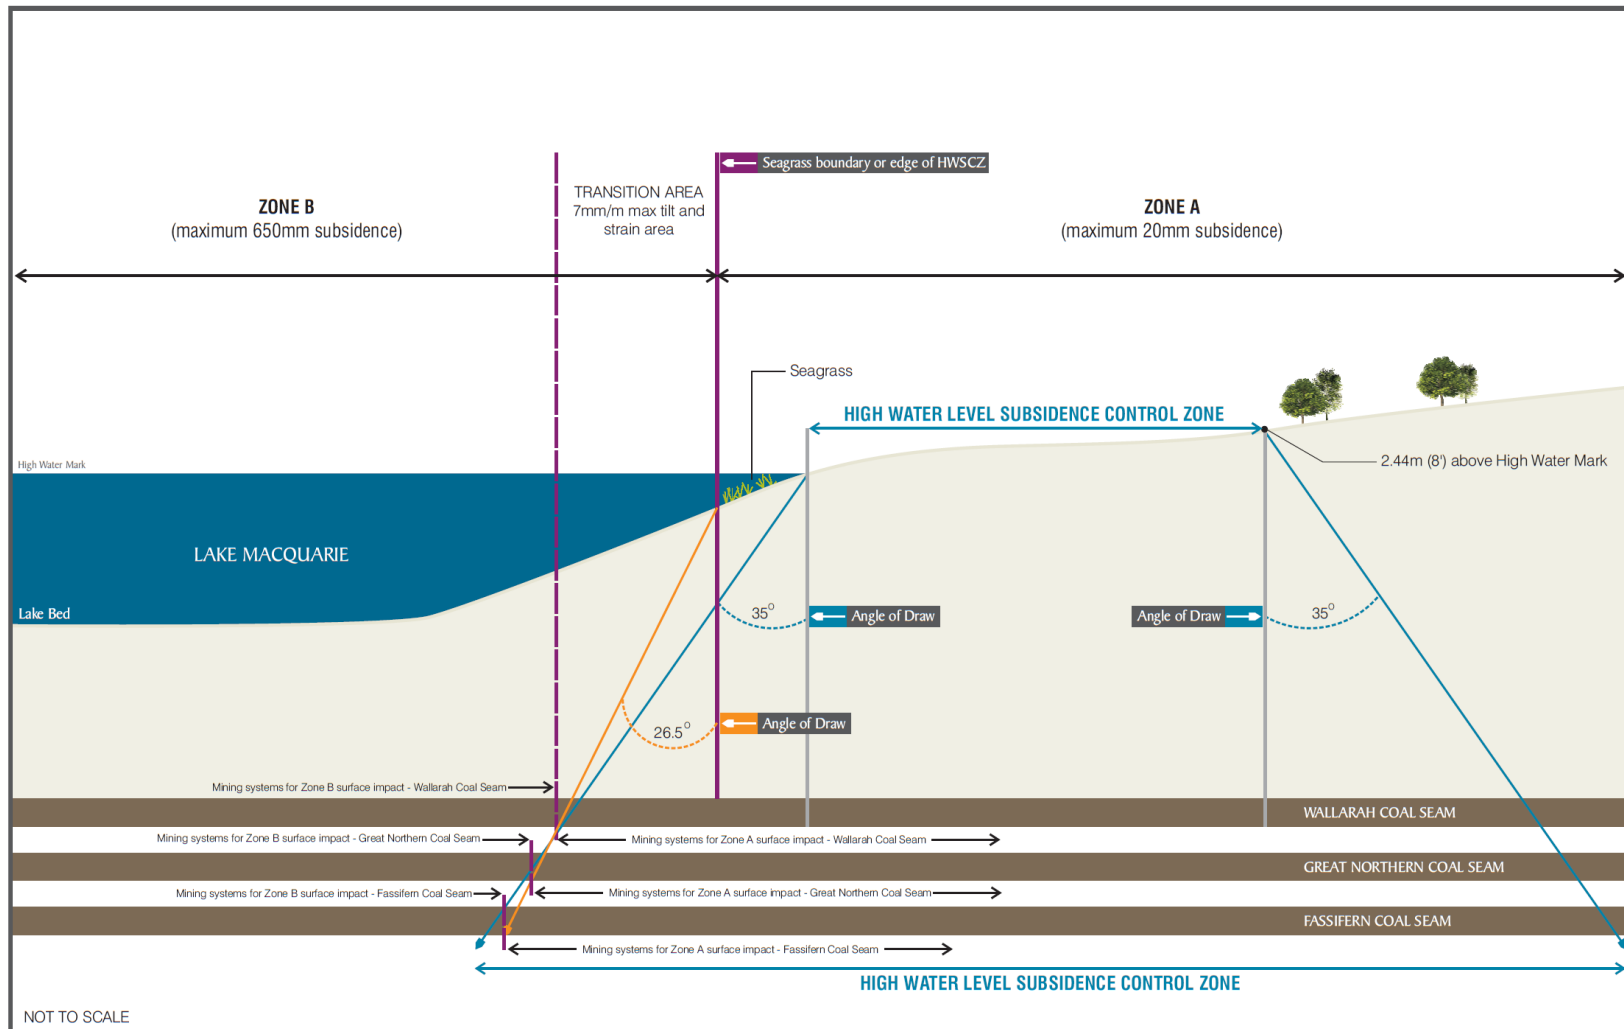 Seagrass boundary or edge of HWSCZ
ZONE B
(maximum 650mm subsidence)
TRANSITION AREA
7mm/m max tilt and
strain area
ZONE A
(maximum 20mm subsidence)
Seagrass
HIGH WATER LEVEL SUBSIDENCE CONTROL ZONE
High Water Mark
2.44m (8') above High Water Mark
LAKE MACQUARIE
Lake Bed
35°
Angle of Draw
Angle of Draw
35°
26.5°
Angle of Draw
Mining systems for Zone B surface impact - Wallarah Coal Seam
WALLARAH COAL SEAM
Mining systems for Zone B surface impact - Great Northern Coal Seam
Mining systems for Zone A surface impact - Wallarah Coal Seam
GREAT NORTHERN COAL SEAM
Mining systems for Zone B surface impact - Fassifern Coal Seam
Mining systems for Zone A surface impact - Great Northern Coal Seam
FASSIFERN COAL SEAM
Mining systems for Zone A surface impact - Fassifern Coal Seam
HIGH WATER LEVEL SUBSIDENCE CONTROL ZONE
NOT TO SCALE